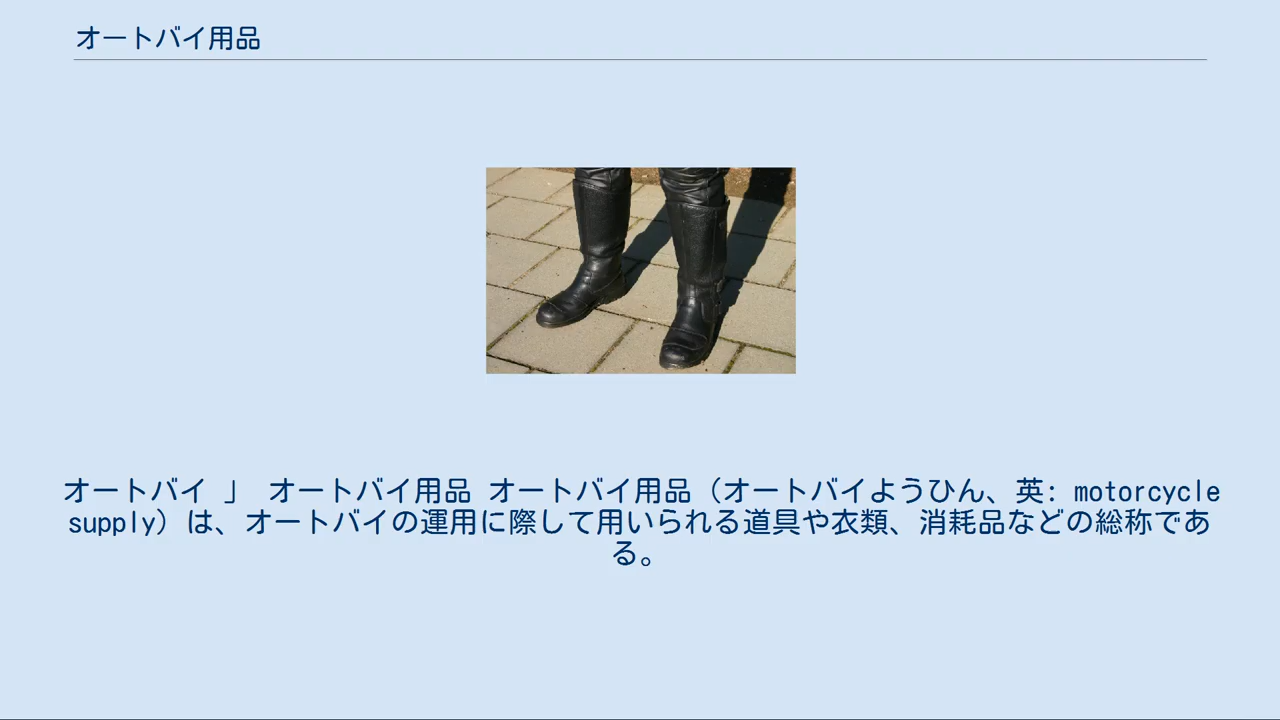 オートバイ用品
オートバイ 」 オートバイ用品 オートバイ用品（オートバイようひん、英: motorcycle
supply）は、オートバイの運用に際して用いられる道具や衣類、消耗品などの総称であ
る。